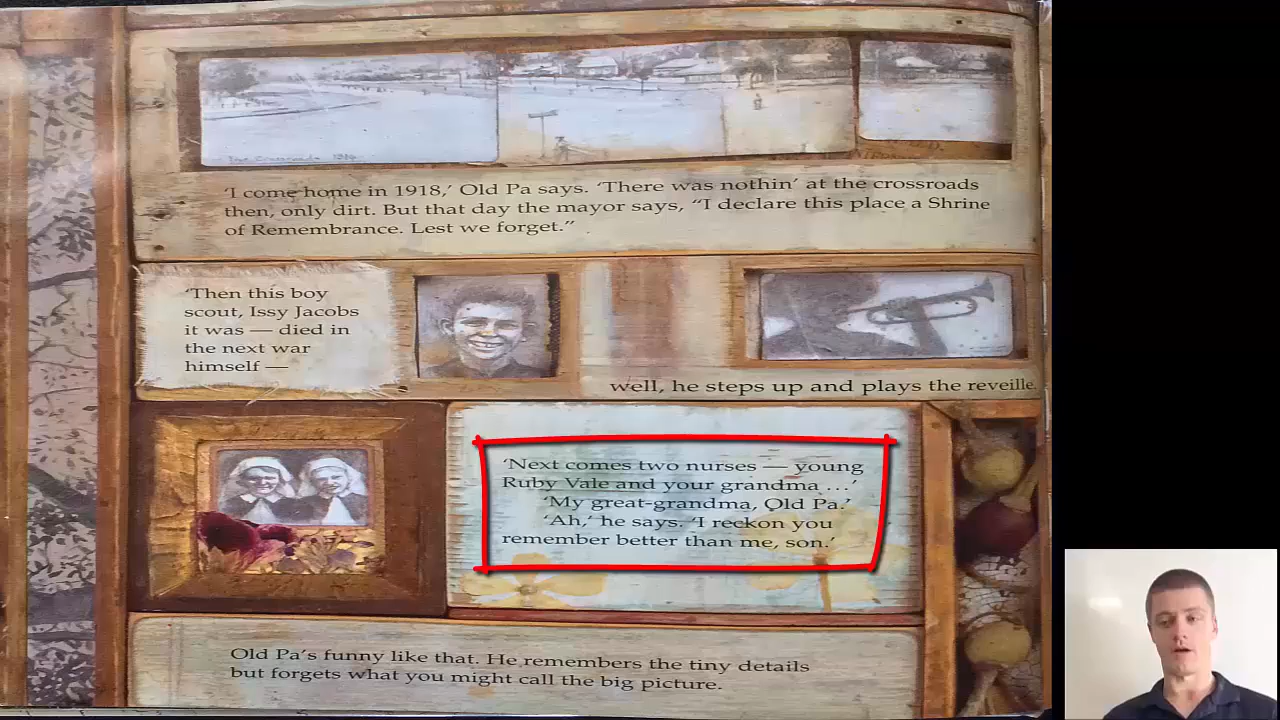 The Crossroads 1914
'I come home in 1918,' Old Pa says. 'There was nothin' at the crossroads
then, only dirt. But that day the mayor says, "I declare this place a Shrine
of Remembrance. Lest we forget."
'Then this boy
scout, Issy Jacobs
it was — died in
the next war
himself —
well, he steps up and plays the reveille.
'Next comes two nurses — young
Ruby Vale and your grandma …'
'My great-grandma, Old Pa.'
'Ah,' he says. 'I reckon you
remember better than me, son.'
Old Pa's funny like that. He remembers the tiny details
but forgets what you might call the big picture.